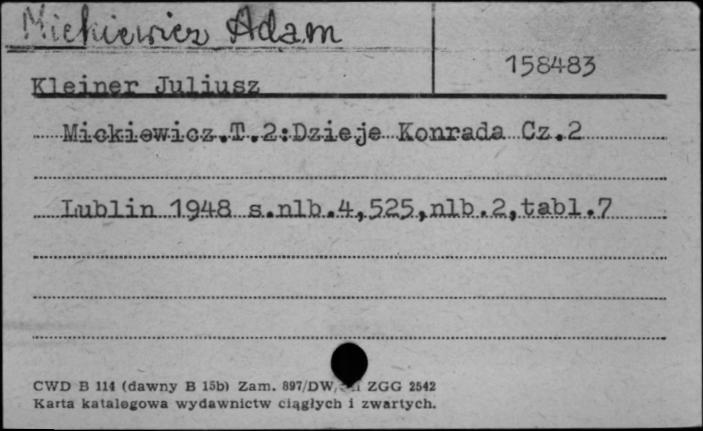 Mickiewicz Adam
158483
Kleiner Juliusz
Mickiewicz.T.2:Dzieje Konrada Cz.2
Lublin 1948 s.nlb.4,525,nlb.2,tabl.7
CWD B 114 (dawny B 15b) Zam. 897/DW ZGG 2542
Karta katalogowa wydawnictw ciągłych i zwartych.